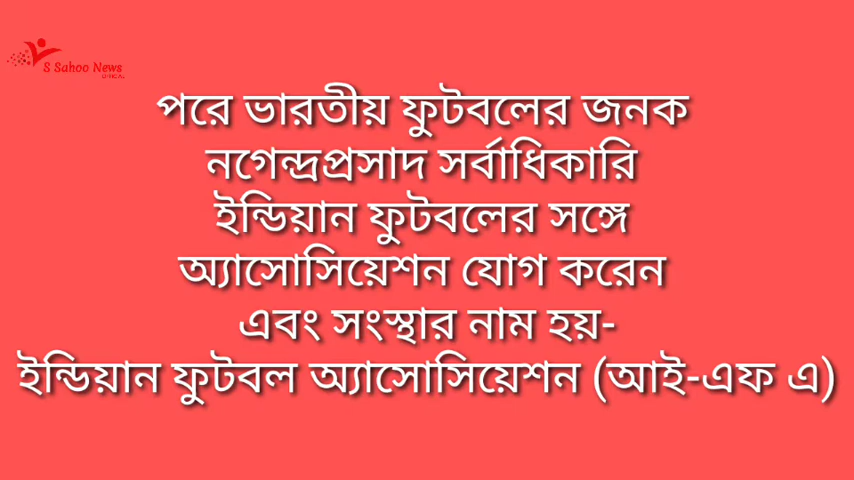 S Sahoo News
পরে ভারতীয় ফুটবলের জনক
নগেন্দ্রপ্রসাদ সর্বাধিকারি
ইন্ডিয়ান ফুটবলের সঙ্গে
অ্যাসোসিয়েশন যোগ করেন
এবং সংস্থার নাম হয়-
ইন্ডিয়ান ফুটবল অ্যাসোসিয়েশন (আই-এফ এ)